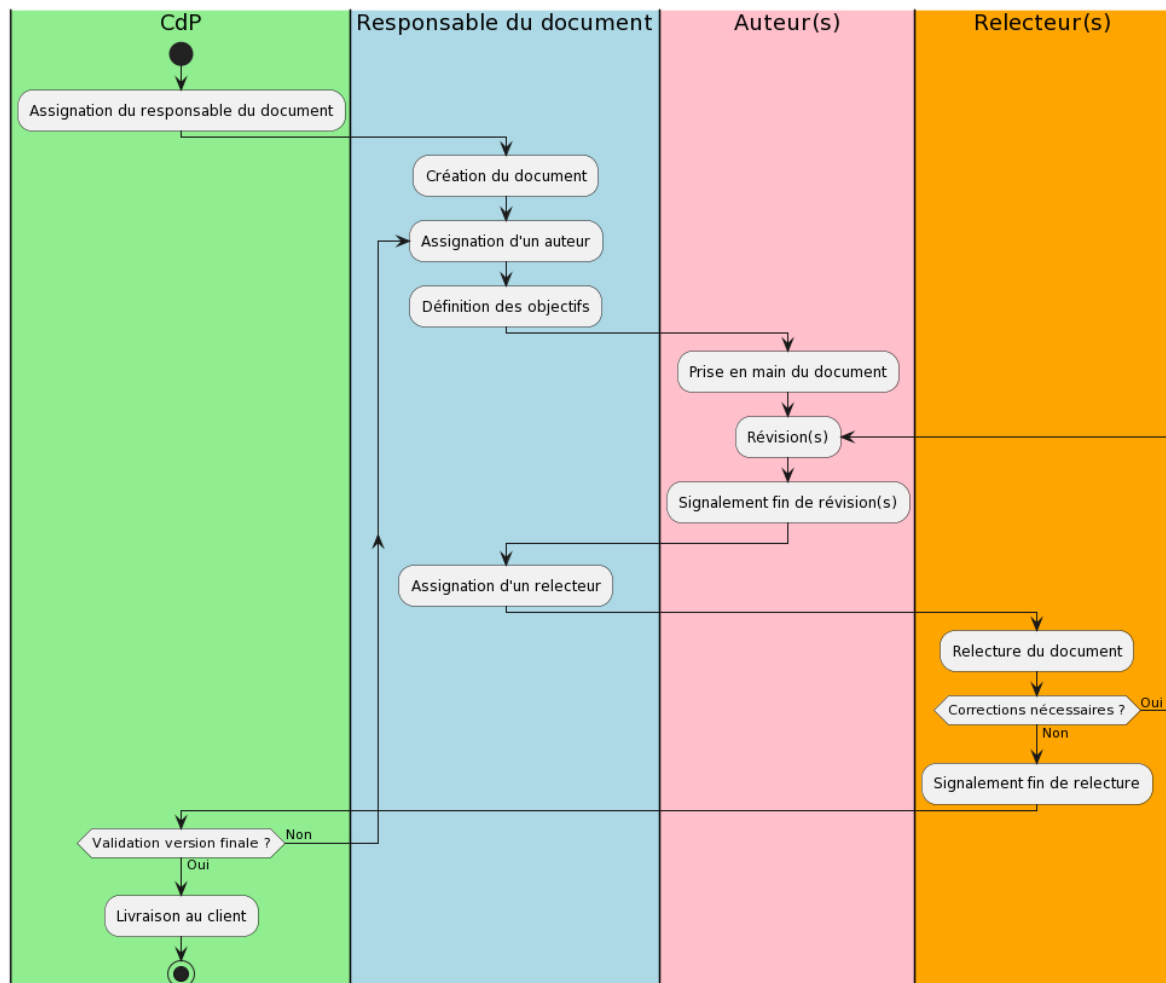 CdP
Responsable du document
Auteur(s)
Relecteur(s)
Assignation du responsable du document
Création du document
Assignation d'un auteur
Définition des objectifs
Prise en main du document
Révision(s)
Signalement fin de révision(s)
Assignation d'un relecteur
Relecture du document
Corrections nécessaires ?
Oui
Non
Signalement fin de relecture
Validation version finale ?
Non
Oui
Livraison au client